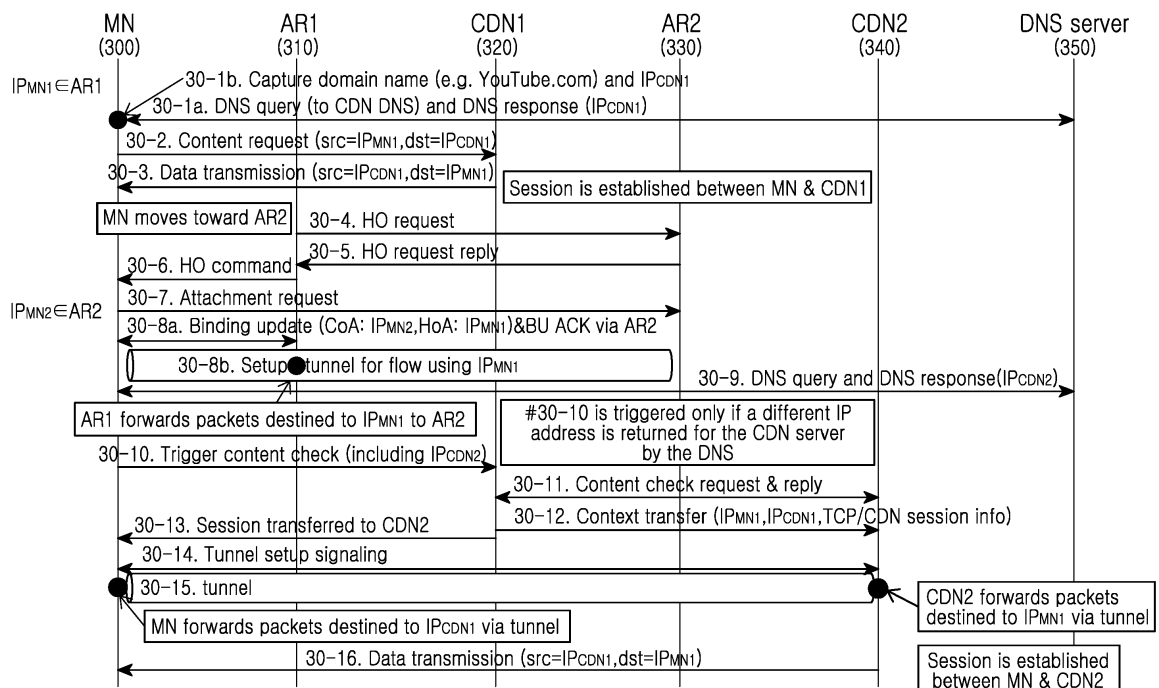 MN AR1 CDN1 AR2 CDN2 DNS server
(300) (310) (320) (330) (340) (350)
IPMN1∈AR1
30-1b. Capture domain name (e.g. YouTube.com) and IPCDN1
30-1a. DNS query (to CDN DNS) and DNS response (IPCDN1)
30-2. Content request (src=IPMN1,dst=IPCDN1)
30-3. Data transmission (src=IPCDN1,dst=IPMN1)
Session is established between MN & CDN1
MN moves toward AR2
30-4. HO request
30-5. HO request reply
30-6. HO command
30-7. Attachment request
IPMN2∈AR2
30-8a. Binding update (CoA: IPMN2,HoA: IPMN1)&BU ACK via AR2
30-8b. Setup tunnel for flow using IPMN1
30-9. DNS query and DNS response(IPCDN2)
AR1 forwards packets destined to IPMN1 to AR2
#30-10 is triggered only if a different IP
address is returned for the CDN server
by the DNS
30-10. Trigger content check (including IPCDN2)
30-11. Content check request & reply
30-12. Context transfer (IPMN1,IPCDN1,TCP/CDN session info)
30-13. Session transferred to CDN2
30-14. Tunnel setup signaling
30-15. tunnel
CDN2 forwards packets
destined to IPMN1 via tunnel
MN forwards packets destined to IPCDN1 via tunnel
30-16. Data transmission (src=IPCDN1,dst=IPMN1)
Session is established
between MN & CDN2